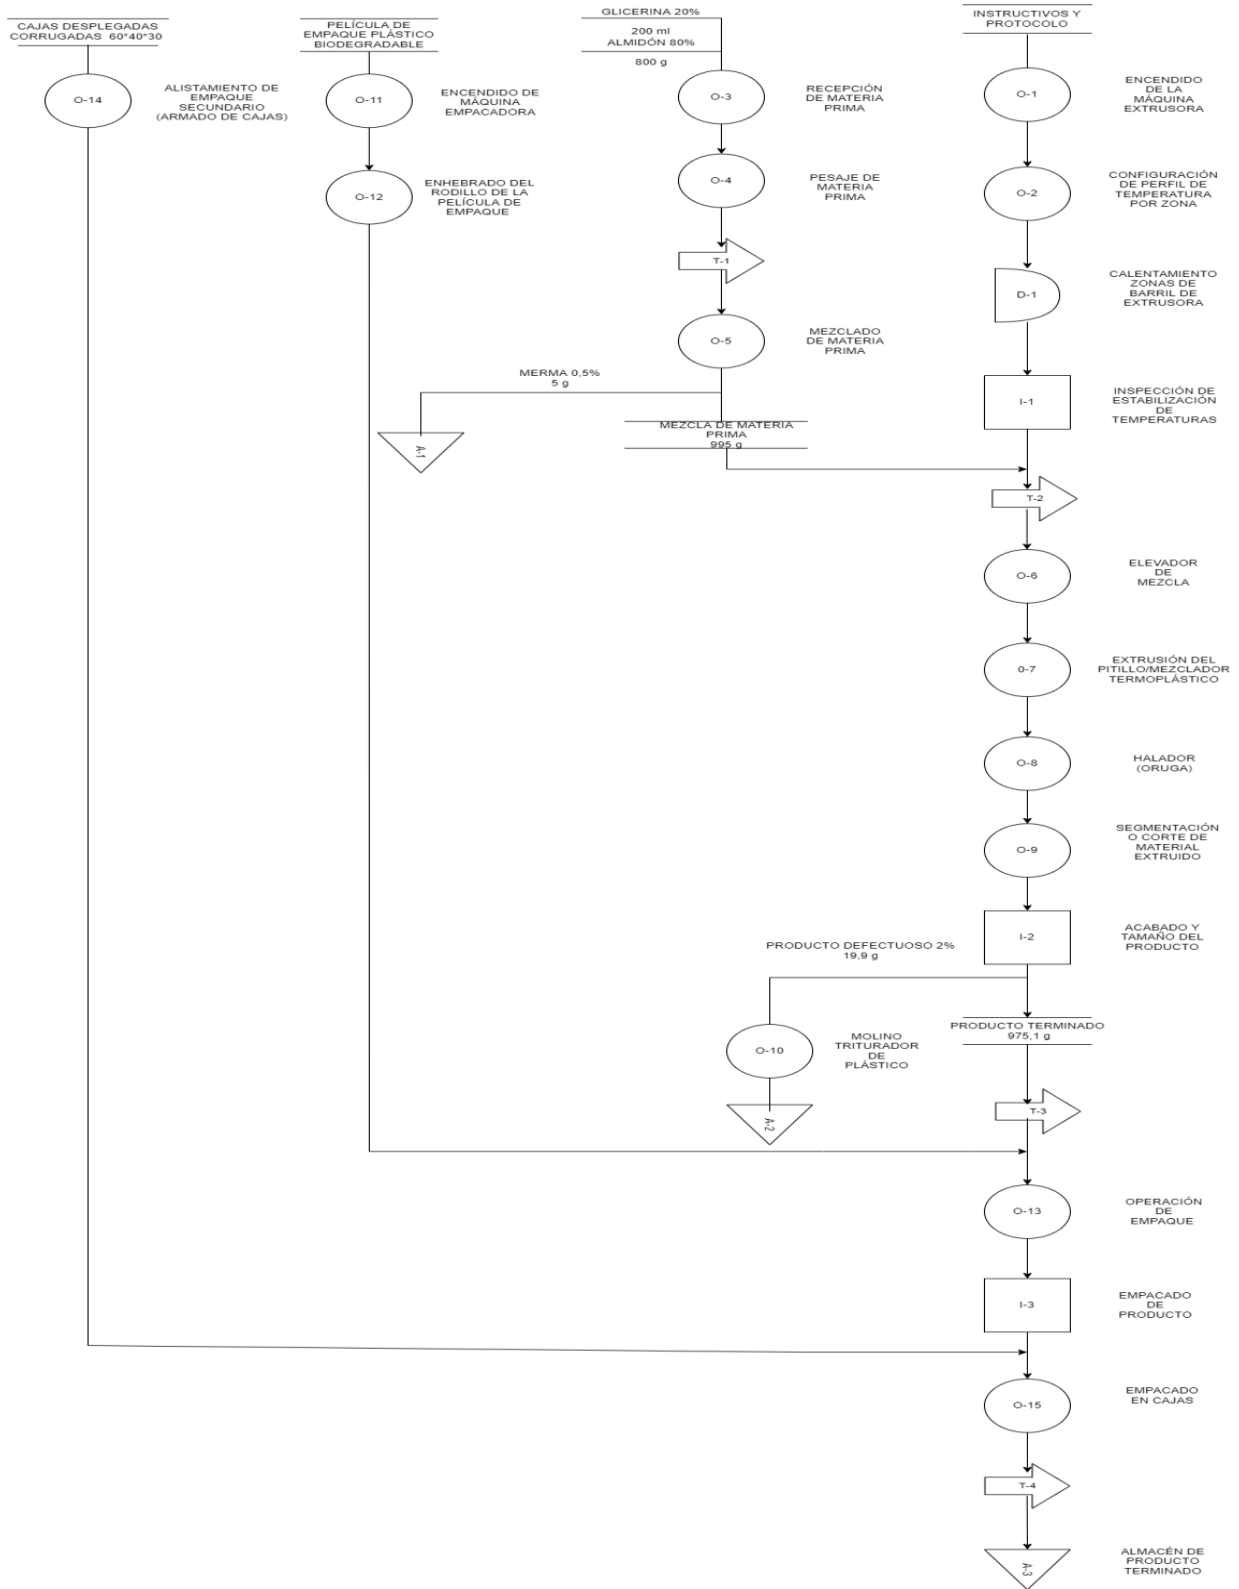 CAJAS DESPLEGADAS
CORRUGADAS 60*40*30
O-14
ALISTAMIENTO DE
EMPAQUE
SECUNDARIO
(ARMADO DE CAJAS)
PELÍCULA DE
EMPAQUE PLÁSTICO
BIODEGRADABLE
O-11
ENCENDIDO DE
MÁQUINA
EMPACADORA
O-12
ENHEBRADO DEL
RODILLO DE LA
PELÍCULA DE
EMPAQUE
GLICERINA 20%
200 ml
ALMIDÓN 80%
800 g
O-3
RECEPCIÓN
DE MATERIA
PRIMA
O-4
PESAJE DE
MATERIA
PRIMA
T-1
O-5
MEZCLADO
DE MATERIA
PRIMA
MERMA 0,5%
5 g
A-1
MEZCLA DE MATERIA
PRIMA
995 g
INSTRUCTIVOS Y
PROTOCOLO
O-1
ENCENDIDO
DE LA
MÁQUINA
EXTRUSORA
O-2
CONFIGURACIÓN
DE PERFIL DE
TEMPERATURA
POR ZONA
D-1
CALENTAMIENTO
ZONAS DE
BARRIL DE
EXTRUSORA
I-1
INSPECCIÓN DE
ESTABILIZACIÓN
DE
TEMPERATURAS
T-2
O-6
ELEVADOR
DE
MEZCLA
0-7
EXTRUSIÓN DEL
PITILLO/MEZCLADOR
TERMOPLÁSTICO
O-8
HALADOR
(ORUGA)
O-9
SEGMENTACIÓN
O CORTE DE
MATERIAL
EXTRUIDO
I-2
ACABADO Y
TAMAÑO DEL
PRODUCTO
PRODUCTO DEFECTUOSO 2%
19,9 g
O-10
MOLINO
TRITURADOR
DE
PLÁSTICO
A-2
PRODUCTO TERMINADO
975,1 g
T-3
O-13
OPERACIÓN
DE
EMPAQUE
I-3
EMPACADO
DE
PRODUCTO
O-15
EMPACADO
EN CAJAS
T-4
A-3
ALMACÉN DE
PRODUCTO
TERMINADO